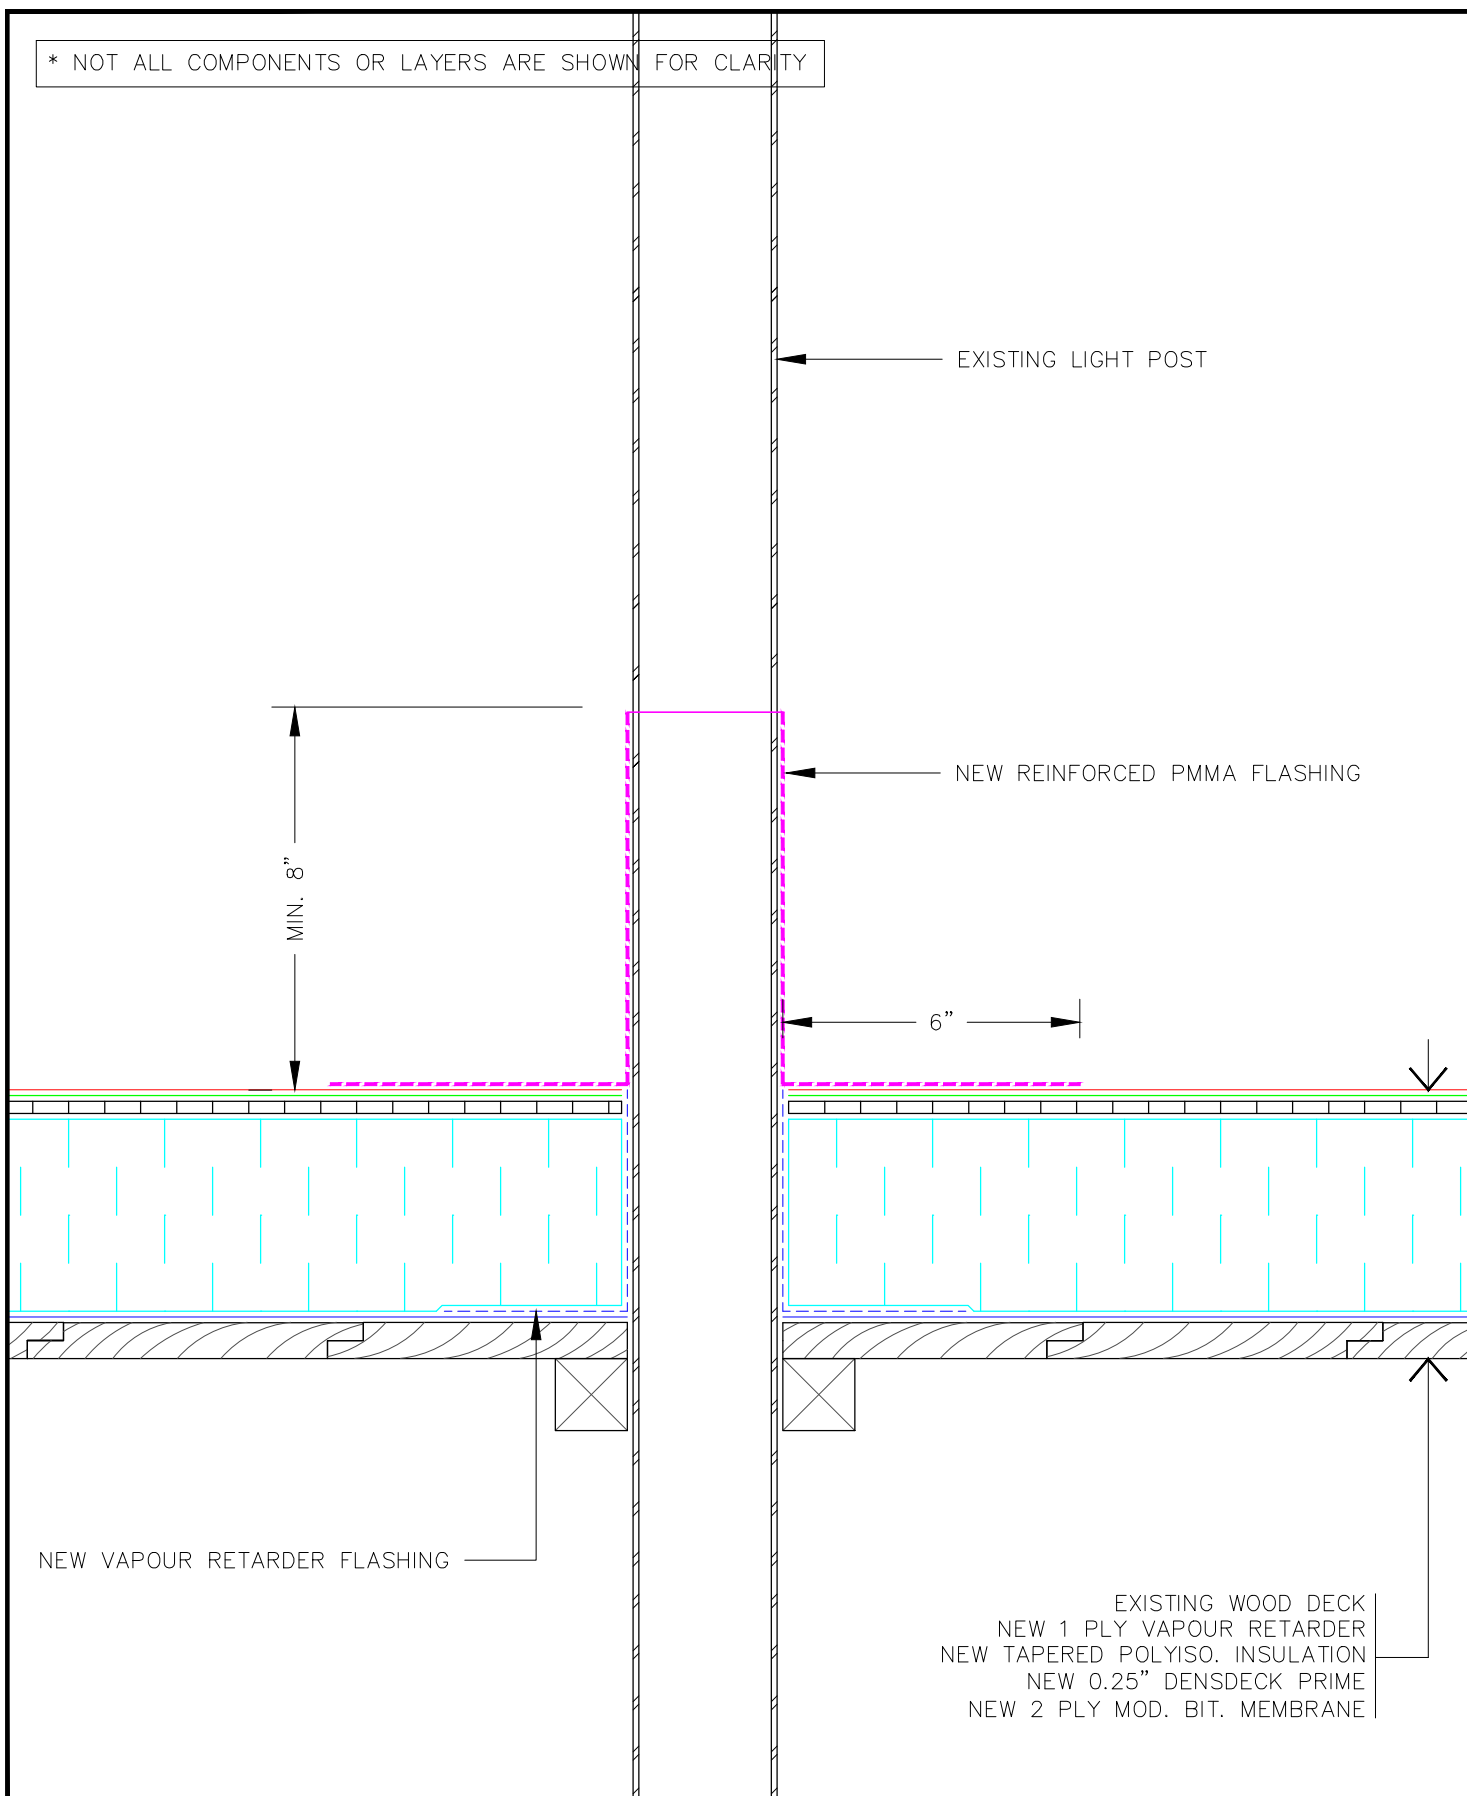 * NOT ALL COMPONENTS OR LAYERS ARE SHOWN FOR CLARITY
EXISTING LIGHT POST
NEW REINFORCED PMMA FLASHING
MIN. 8”
6”
NEW VAPOUR RETARDER FLASHING
EXISTING WOOD DECK
NEW 1 PLY VAPOUR RETARDER
NEW TAPERED POLYISO. INSULATION
NEW 0.25” DENSDECK PRIME
NEW 2 PLY MOD. BIT. MEMBRANE